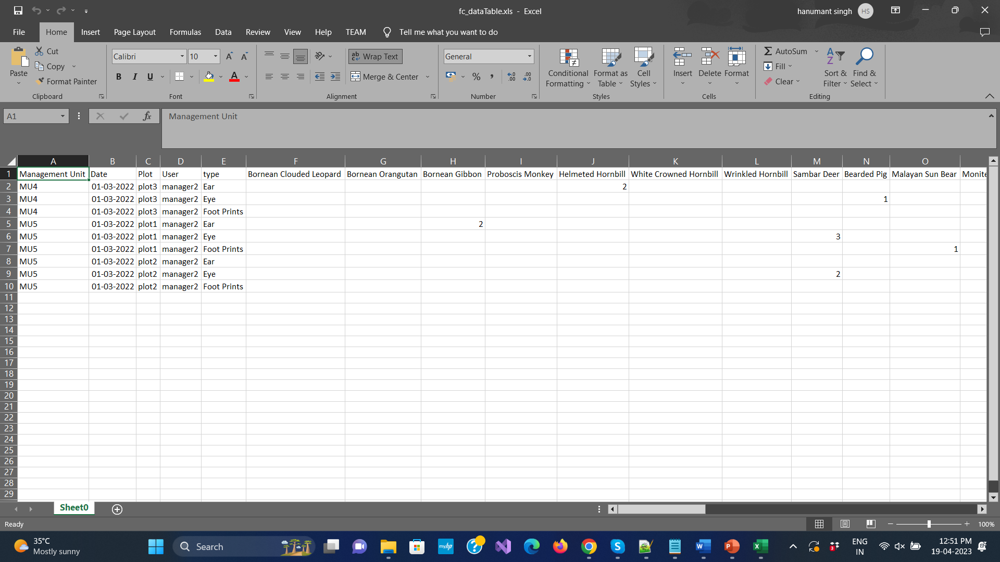 fc_dataTable.xls - Excel
hanumant singh HS
File Home Insert Page Layout Formulas Data Review View Help TEAM Tell me what you want to do
Paste
Cut
Copy
Format Painter
Clipboard
Calibri 10
B I U A
Font
Wrap Text
Merge & Center
Alignment
General
% ,
Number
Conditional Formatting
Format as Table
Cell Styles
Styles
Insert Delete Format
Cells
AutoSum
Fill
Clear
Sort & Filter
Find & Select
Editing
A1 fx Management Unit
A B C D E F G H I J K L M N O
1 Management Unit Date Plot User type Bornean Clouded Leopard Bornean Orangutan Bornean Gibbon Proboscis Monkey Helmeted Hornbill White Crowned Hornbill Wrinkled Hornbill Sambar Deer Bearded Pig Malayan Sun Bear Monite
2 MU4 01-03-2022 plot3 manager2 Ear 2
3 MU4 01-03-2022 plot3 manager2 Eye 1
4 MU4 01-03-2022 plot3 manager2 Foot Prints
5 MU5 01-03-2022 plot1 manager2 Ear 2
6 MU5 01-03-2022 plot1 manager2 Eye 3
7 MU5 01-03-2022 plot1 manager2 Foot Prints 1
8 MU5 01-03-2022 plot2 manager2 Ear
9 MU5 01-03-2022 plot2 manager2 Eye 2
10 MU5 01-03-2022 plot2 manager2 Foot Prints
11
12
13
14
15
16
17
18
19
20
21
22
23
24
25
26
27
28
29
Sheet0
Ready
100%
35°C
Mostly sunny
Search
ENG
IN
12:51 PM
19-04-2023